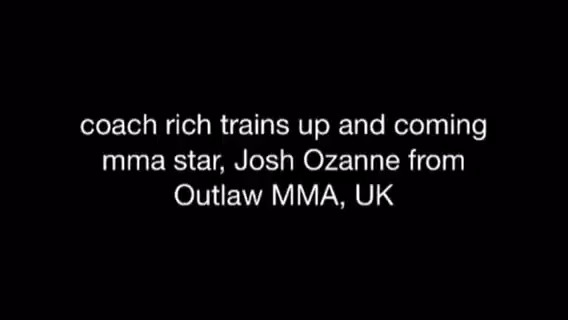 coach rich trains up and coming
mma star, Josh Ozanne from
Outlaw MMA, UK